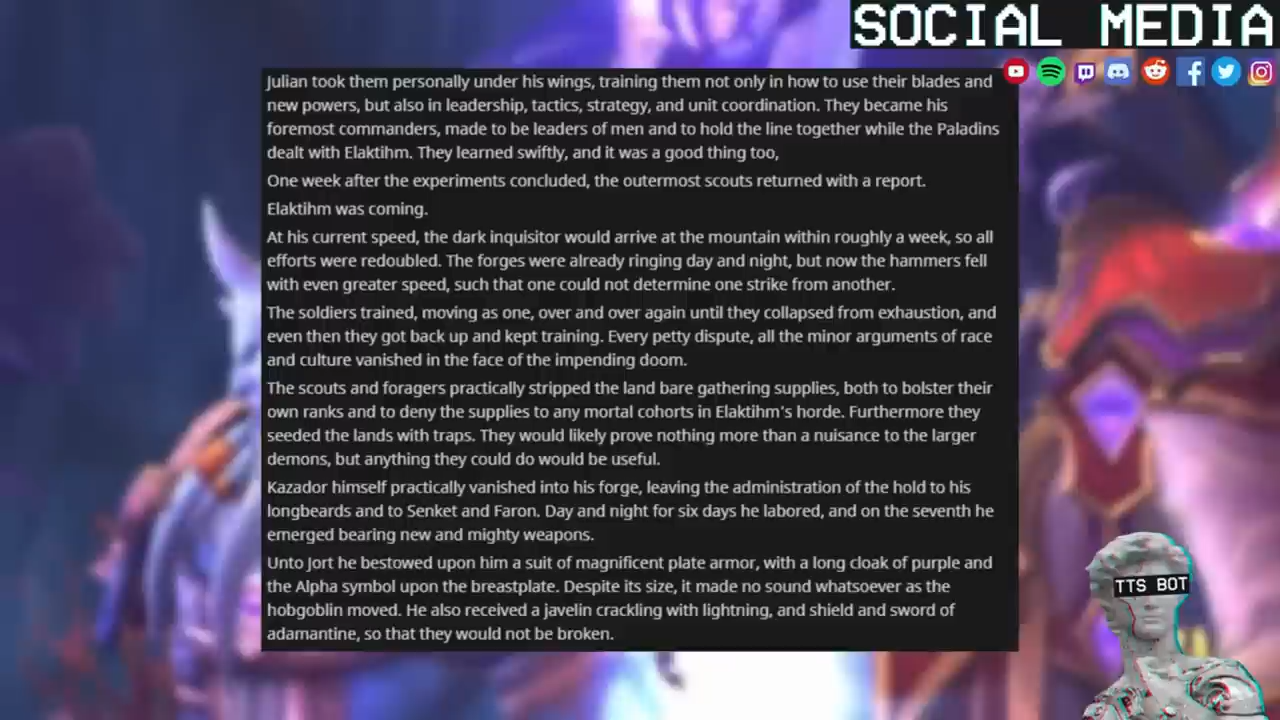 SOCIAL MEDIA
Julian took them personally under his wings, training them not only in how to use their blades and
new powers, but also in leadership, tactics, strategy, and unit coordination. They became his
foremost commanders, made to be leaders of men and to hold the line together while the Paladins
dealt with Elaktihm. They learned swiftly, and it was a good thing too,
One week after the experiments concluded, the outermost scouts returned with a report.
Elaktihm was coming.
At his current speed, the dark inquisitor would arrive at the mountain within roughly a week, so all
efforts were redoubled. The forges were already ringing day and night, but now the hammers fell
with even greater speed, such that one could not determine one strike from another.
The soldiers trained, moving as one, over and over again until they collapsed from exhaustion, and
even then they got back up and kept training. Every petty dispute, all the minor arguments of race
and culture vanished in the face of the impending doom.
The scouts and foragers practically stripped the land bare gathering supplies, both to bolster their
own ranks and to deny the supplies to any mortal cohorts in Elaktihm's horde. Furthermore they
seeded the lands with traps. They would likely prove nothing more than a nuisance to the larger
demons, but anything they could do would be useful.
Kazador himself practically vanished into his forge, leaving the administration of the hold to his
longbeards and to Senket and Faron. Day and night for six days he labored, and on the seventh he
emerged bearing new and mighty weapons.
Unto Jort he bestowed upon him a suit of magnificent plate armor, with a long cloak of purple and
the Alpha symbol upon the breastplate. Despite its size, it made no sound whatsoever as the
hobgoblin moved. He also received a javelin crackling with lightning, and shield and sword of
adamantine, so that they would not be broken.
TTS BOT